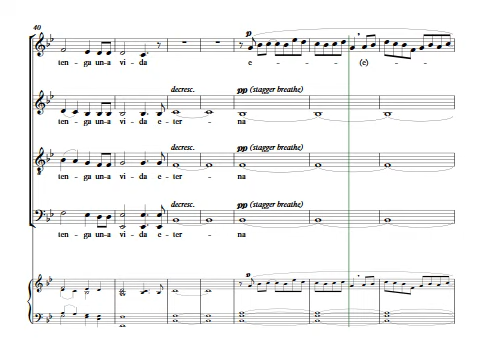 40
p
ten - ga un-a vi - da e - - - (e) - -
decresc. pp (stagger breathe)
ten - ga un-a vi - da e - ter - na
decresc. pp (stagger breathe)
ten - ga un-a vi - da e - ter - na
decresc. pp (stagger breathe)
ten - ga un-a vi - da e - ter - na
p